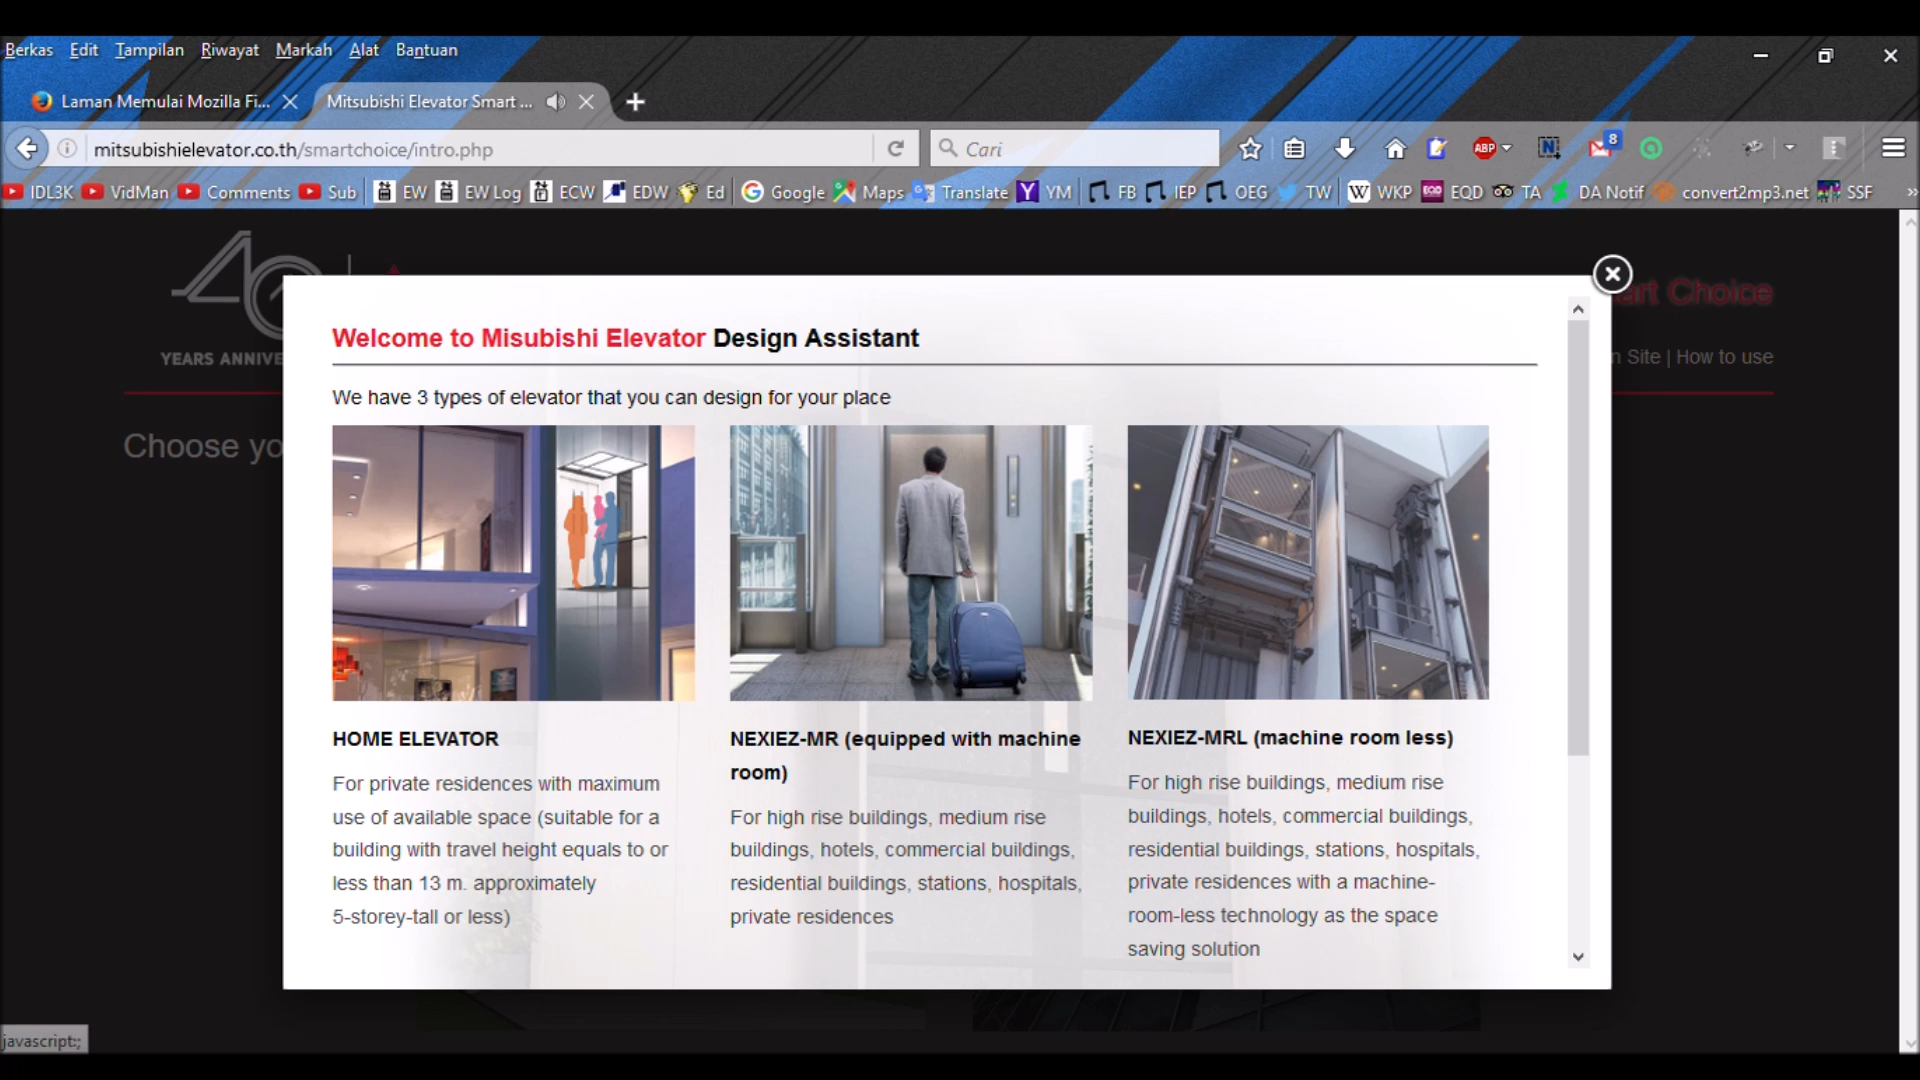 Berkas Edit Tampilan Riwayat Markah Alat Bantuan
Laman Memulai Mozilla Fi...
Mitsubishi Elevator Smart ...
mitsubishielevator.co.th/smartchoice/intro.php
Cari
ABP
N
8
IDL3K VidMan Comments Sub EW EW Log ECW EDW Ed Google Maps Translate YM FB IEP OEG TW WKP EQD TA DA Notif convert2mp3.net SSF
40
YEARS ANNIVE
art Choice
n Site | How to use
Choose yo
Welcome to Misubishi Elevator Design Assistant
We have 3 types of elevator that you can design for your place
HOME ELEVATOR
For private residences with maximum
use of available space (suitable for a
building with travel height equals to or
less than 13 m. approximately
5-storey-tall or less)
NEXIEZ-MR (equipped with machine
room)
For high rise buildings, medium rise
buildings, hotels, commercial buildings,
residential buildings, stations, hospitals,
private residences
NEXIEZ-MRL (machine room less)
For high rise buildings, medium rise
buildings, hotels, commercial buildings,
residential buildings, stations, hospitals,
private residences with a machine-
room-less technology as the space
saving solution
javascript:;